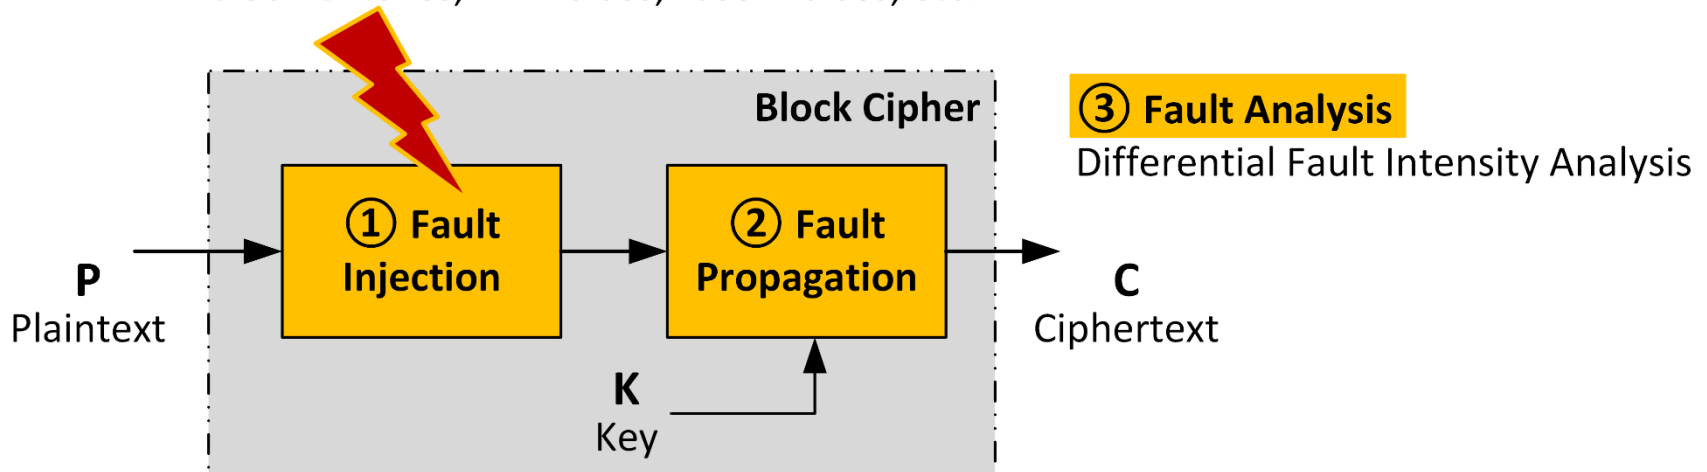 Block Cipher
③ Fault Analysis
Differential Fault Intensity Analysis
① Fault
Injection
② Fault
Propagation
P
Plaintext
C
Ciphertext
K
Key